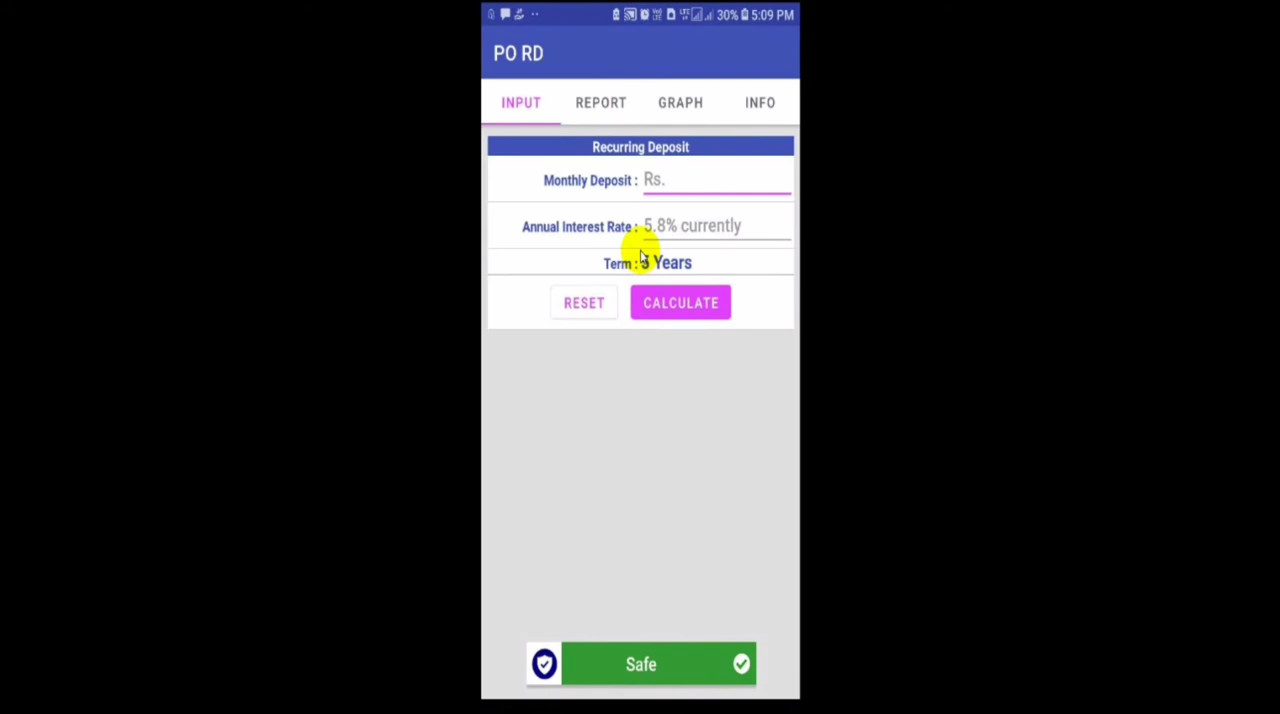 30% 5:09 PM
PO RD
INPUT REPORT GRAPH INFO
Recurring Deposit
Monthly Deposit : Rs.
Annual Interest Rate : 5.8% currently
Term : Years
RESET CALCULATE
Safe